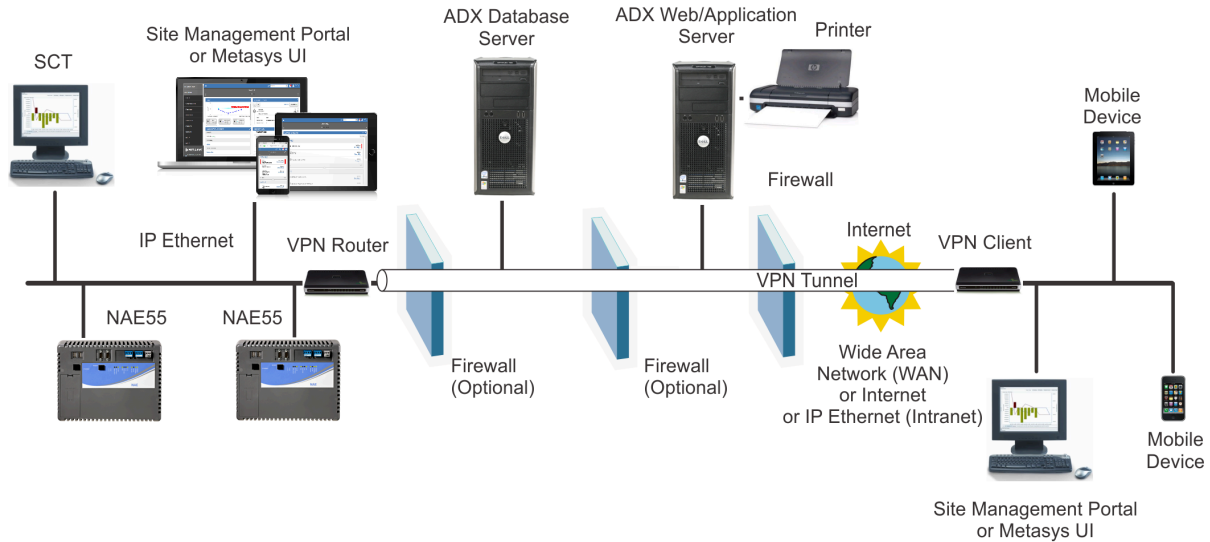 SCT
Site Management Portal
or Metasys UI
ADX Database
Server
ADX Web/Application
Server
Printer
Mobile
Device
Firewall
IP Ethernet
VPN Router
Internet
VPN Client
VPN Tunnel
NAE55
NAE55
Firewall
(Optional)
Firewall
(Optional)
Wide Area
Network (WAN)
or Internet
or IP Ethernet (Intranet)
Mobile
Device
Site Management Portal
or Metasys UI